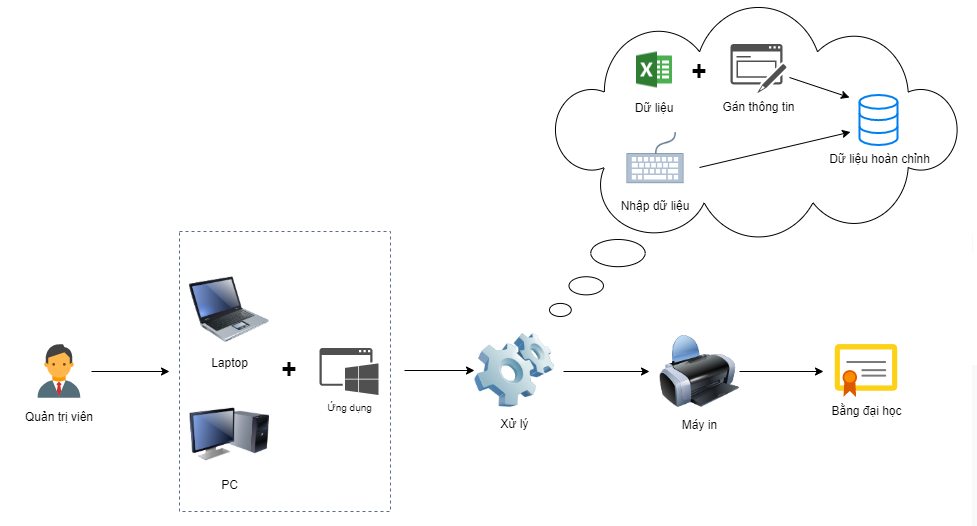 Dữ liệu
Gán thông tin
Dữ liệu hoàn chỉnh
Nhập dữ liệu
Laptop
Ứng dụng
Quản trị viên
Xử lý
Máy in
Bằng đại học
PC